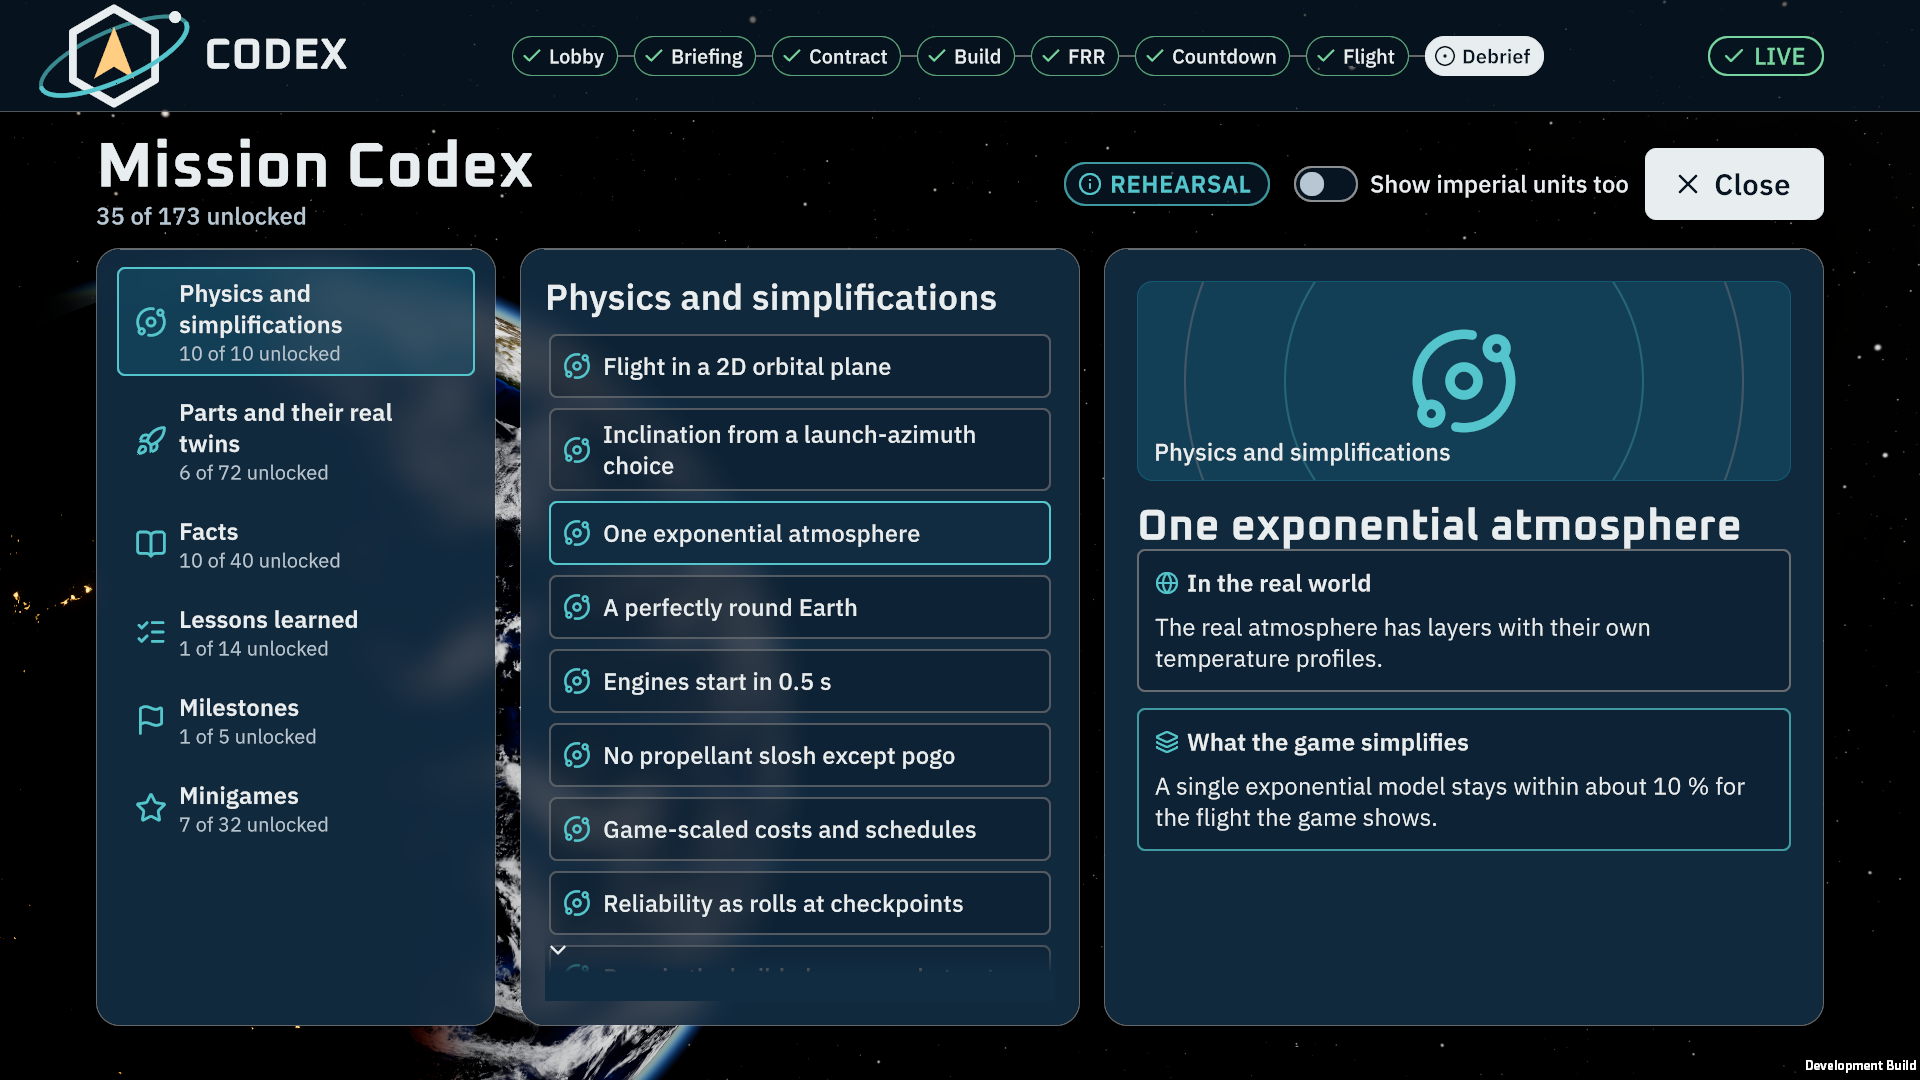 CODEX
Lobby
Briefing
Contract
Build
FRR
Countdown
Flight
Debrief
LIVE
Mission Codex
35 of 173 unlocked
REHEARSAL
Show imperial units too
Close
Physics and
simplifications
10 of 10 unlocked
Parts and their real
twins
6 of 72 unlocked
Facts
10 of 40 unlocked
Lessons learned
1 of 14 unlocked
Milestones
1 of 5 unlocked
Minigames
7 of 32 unlocked
Physics and simplifications
Flight in a 2D orbital plane
Inclination from a launch-azimuth
choice
One exponential atmosphere
A perfectly round Earth
Engines start in 0.5 s
No propellant slosh except pogo
Game-scaled costs and schedules
Reliability as rolls at checkpoints
Physics and simplifications
One exponential atmosphere
In the real world
The real atmosphere has layers with their own
temperature profiles.
What the game simplifies
A single exponential model stays within about 10 % for
the flight the game shows.
Development Build